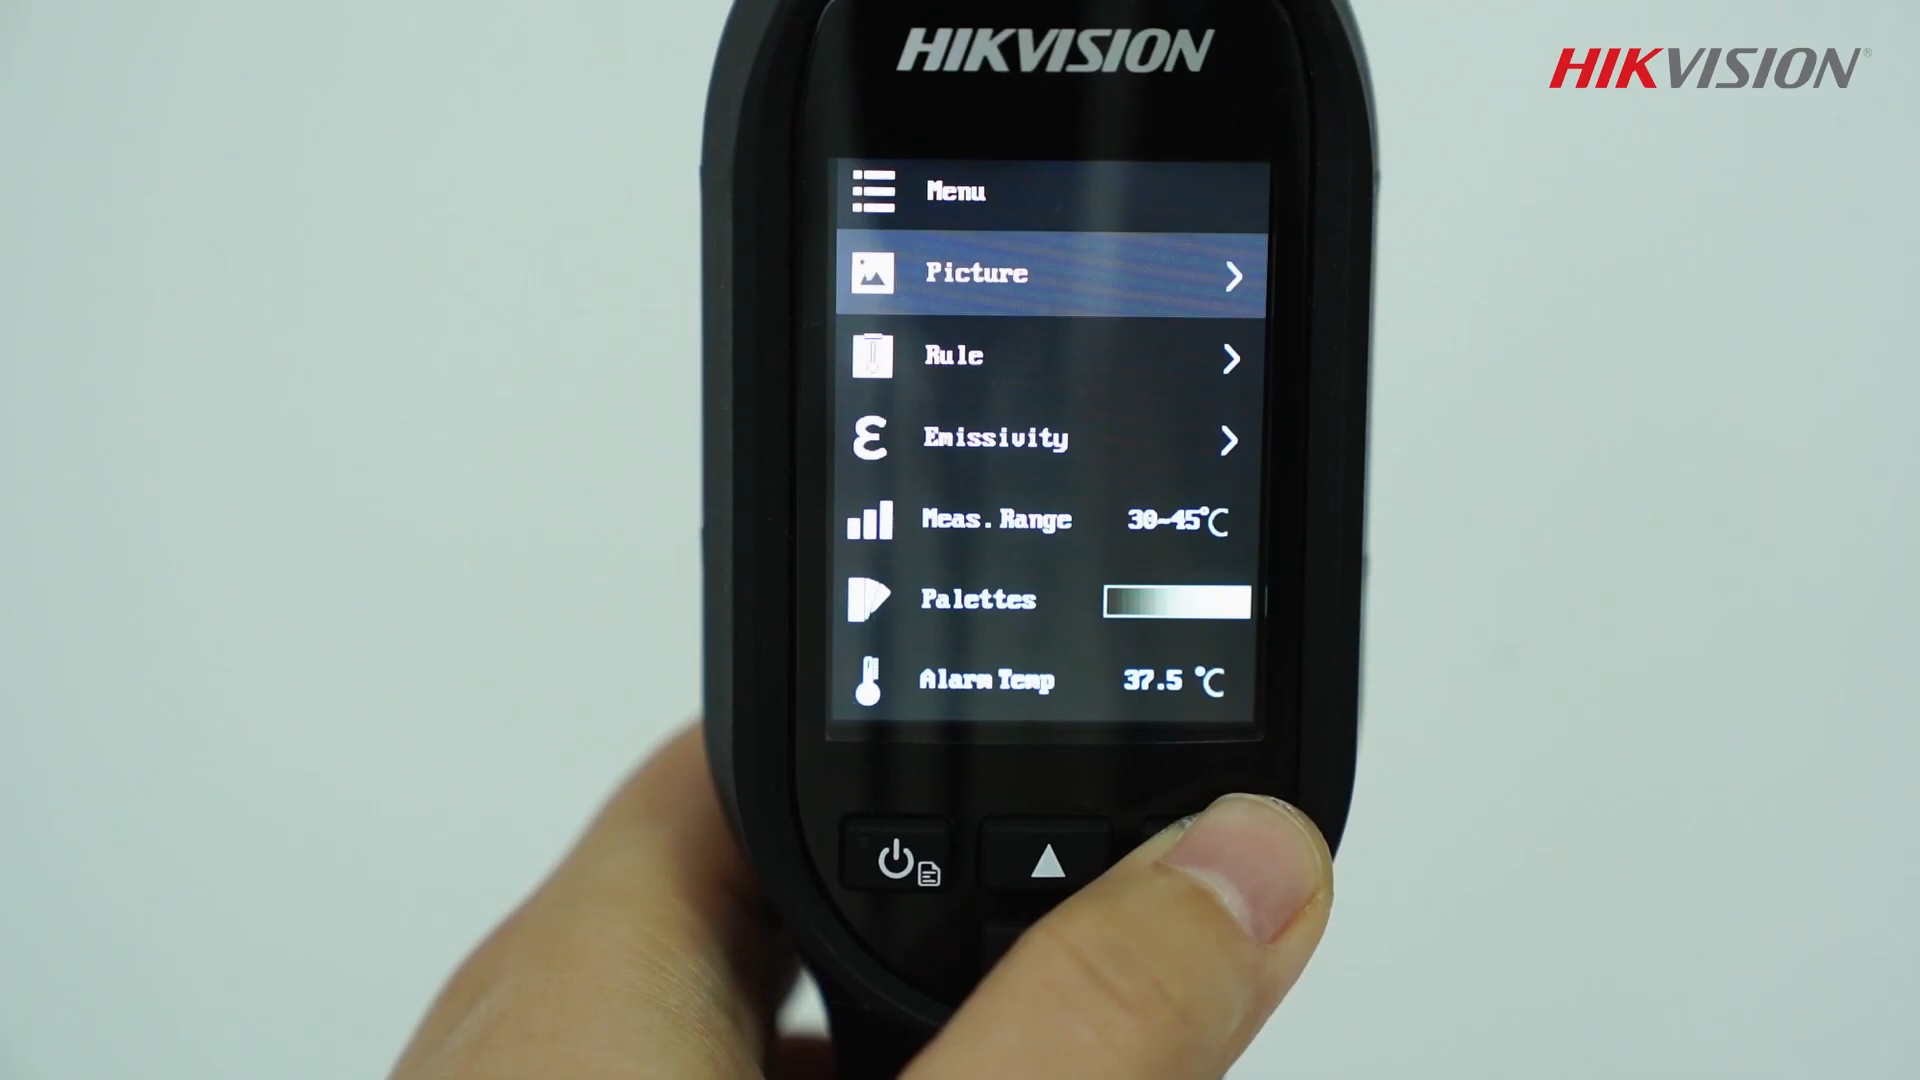 HIKVISION
HIKVISION®
Menu
Picture
Rule
ε Emissivity
Meas. Range 30~45℃
Palettes
Alarm Temp 37.5 ℃